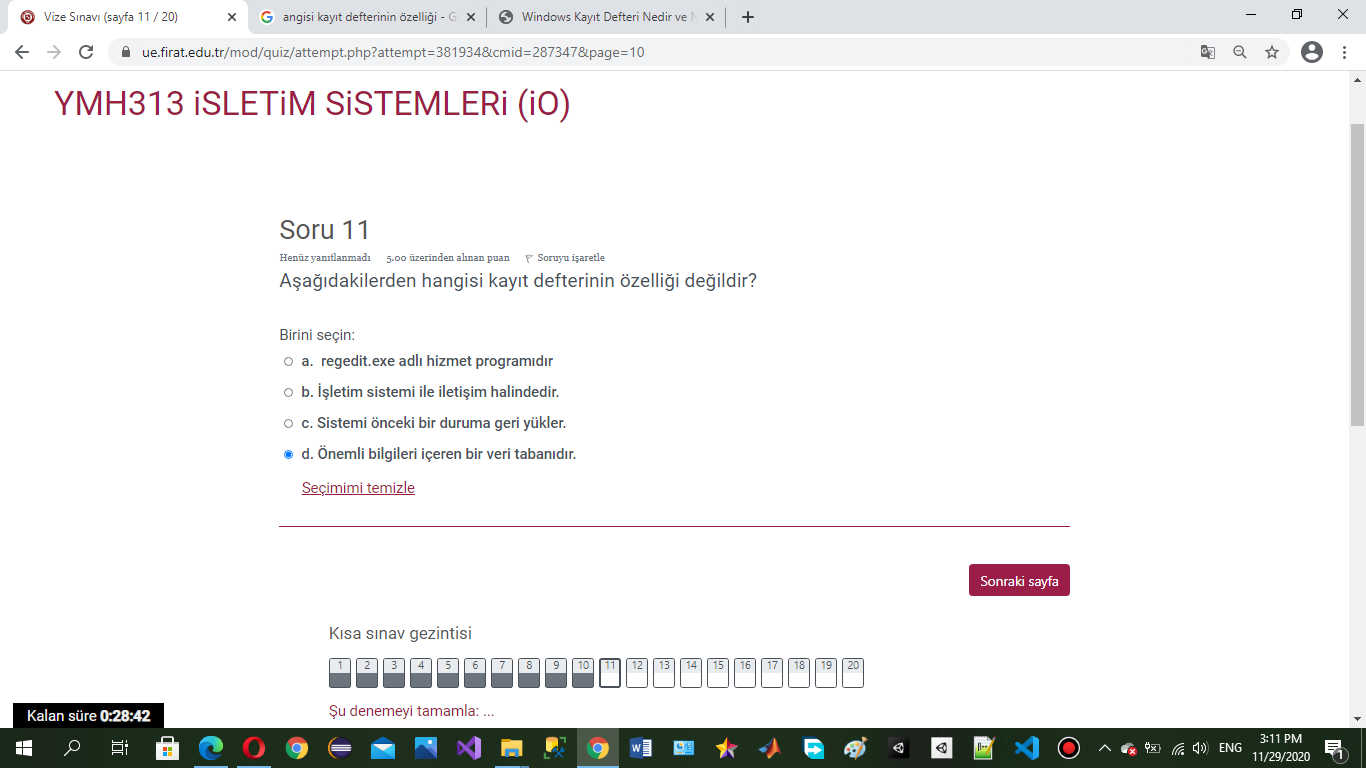 Vize Sınavı (sayfa 11 / 20)
angisi kayıt defterinin özelliği - G
Windows Kayıt Defteri Nedir ve N
ue.firat.edu.tr/mod/quiz/attempt.php?attempt=381934&cmid=287347&page=10
YMH313 iSLETiM SiSTEMLERi (iO)
Soru 11
Henüz yanıtlanmadı 5,00 üzerinden alınan puan Soruyu işaretle
Aşağıdakilerden hangisi kayıt defterinin özelliği değildir?
Birini seçin:
a. regedit.exe adlı hizmet programıdır
b. İşletim sistemi ile iletişim halindedir.
c. Sistemi önceki bir duruma geri yükler.
d. Önemli bilgileri içeren bir veri tabanıdır.
Seçimimi temizle
Sonraki sayfa
Kısa sınav gezintisi
1 2 3 4 5 6 7 8 9 10 11 12 13 14 15 16 17 18 19 20
Şu denemeyi tamamla: ...
Kalan süre 0:28:42
ENG
3:11 PM
11/29/2020
1